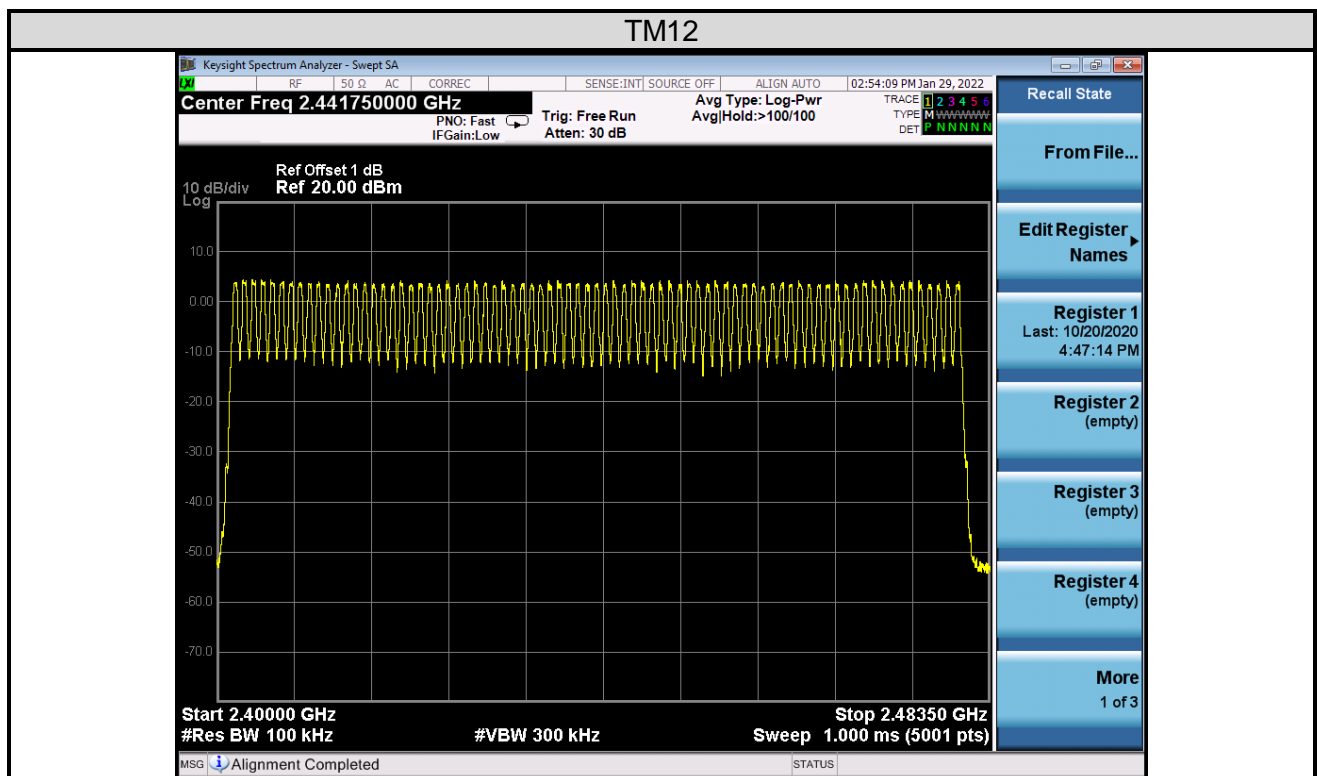 TM12
Keysight Spectrum Analyzer - Swept SA
LXI RF 50 Ω AC CORREC SENSE:INT SOURCE OFF ALIGN AUTO 02:54:09 PM Jan 29, 2022
Center Freq 2.441750000 GHz
PNO: Fast
IFGain:Low
Trig: Free Run
Atten: 30 dB
Avg Type: Log-Pwr
Avg|Hold:>100/100
TRACE 1 2 3 4 5 6
TYPE M WWWWW
DET P N N N N N
Ref Offset 1 dB
10 dB/div Ref 20.00 dBm
Log
10.0
0.00
-10.0
-20.0
-30.0
-40.0
-50.0
-60.0
-70.0
Start 2.40000 GHz Stop 2.48350 GHz
#Res BW 100 kHz #VBW 300 kHz Sweep 1.000 ms (5001 pts)
MSG Alignment Completed STATUS
Recall State
From File...
Edit Register
Names
Register 1
Last: 10/20/2020
4:47:14 PM
Register 2
(empty)
Register 3
(empty)
Register 4
(empty)
More
1 of 3